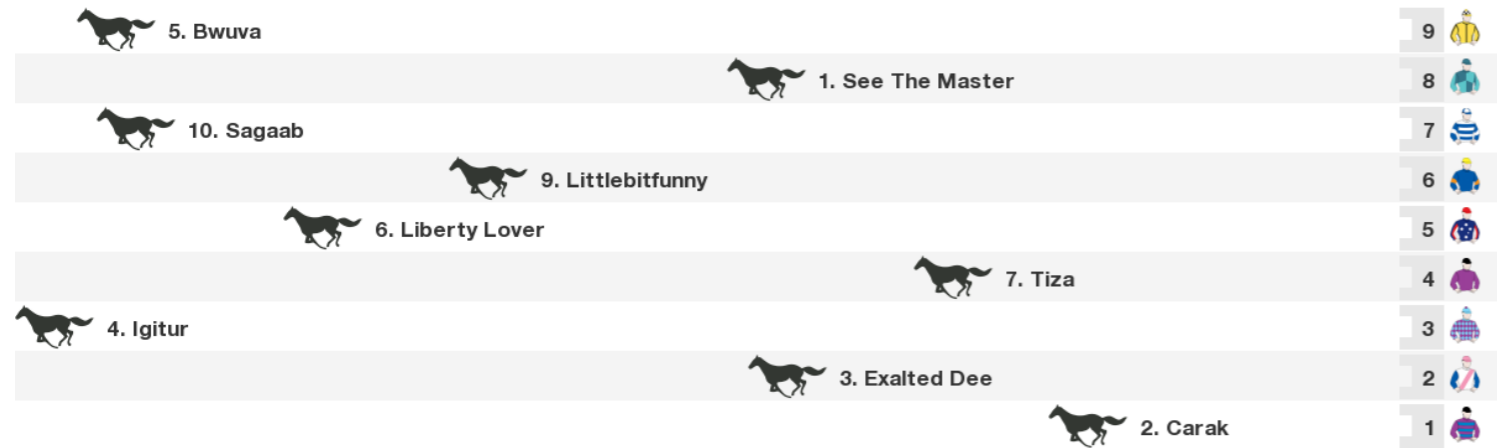 5. Bwuva 9
1. See The Master 8
10. Sagaab 7
9. Littlebitfunny 6
6. Liberty Lover 5
7. Tiza 4
4. Igitur 3
3. Exalted Dee 2
2. Carak 1